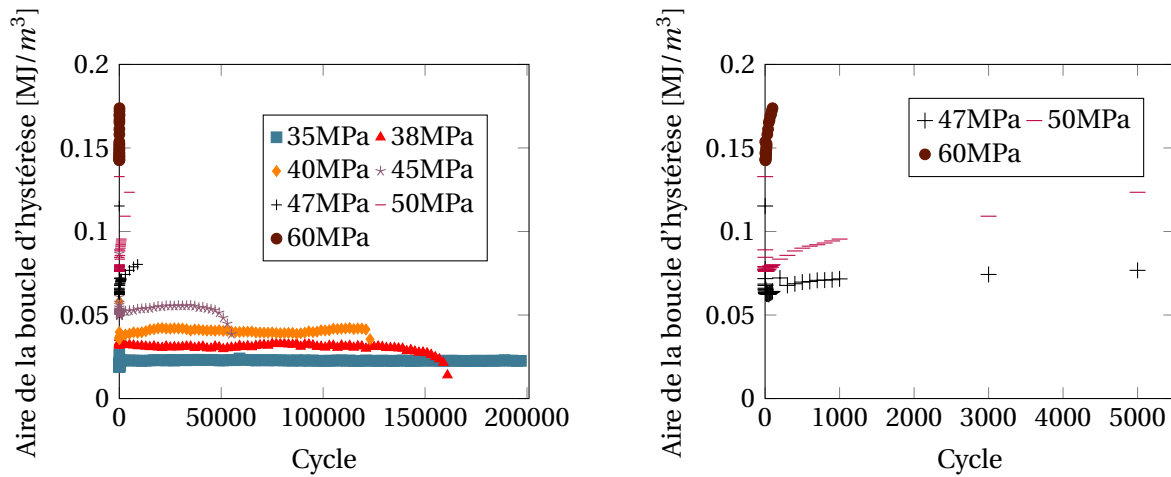 Aire de la boucle d'hystérèse [MJ/m³]
0.2
0.15
0.1
0.05
0
35MPa 38MPa
40MPa 45MPa
47MPa 50MPa
60MPa
0 50000 100000 150000 200000
Cycle
Aire de la boucle d'hystérèse [MJ/m³]
0.2
0.15
0.1
0.05
0
47MPa 50MPa
60MPa
0 1000 2000 3000 4000 5000
Cycle